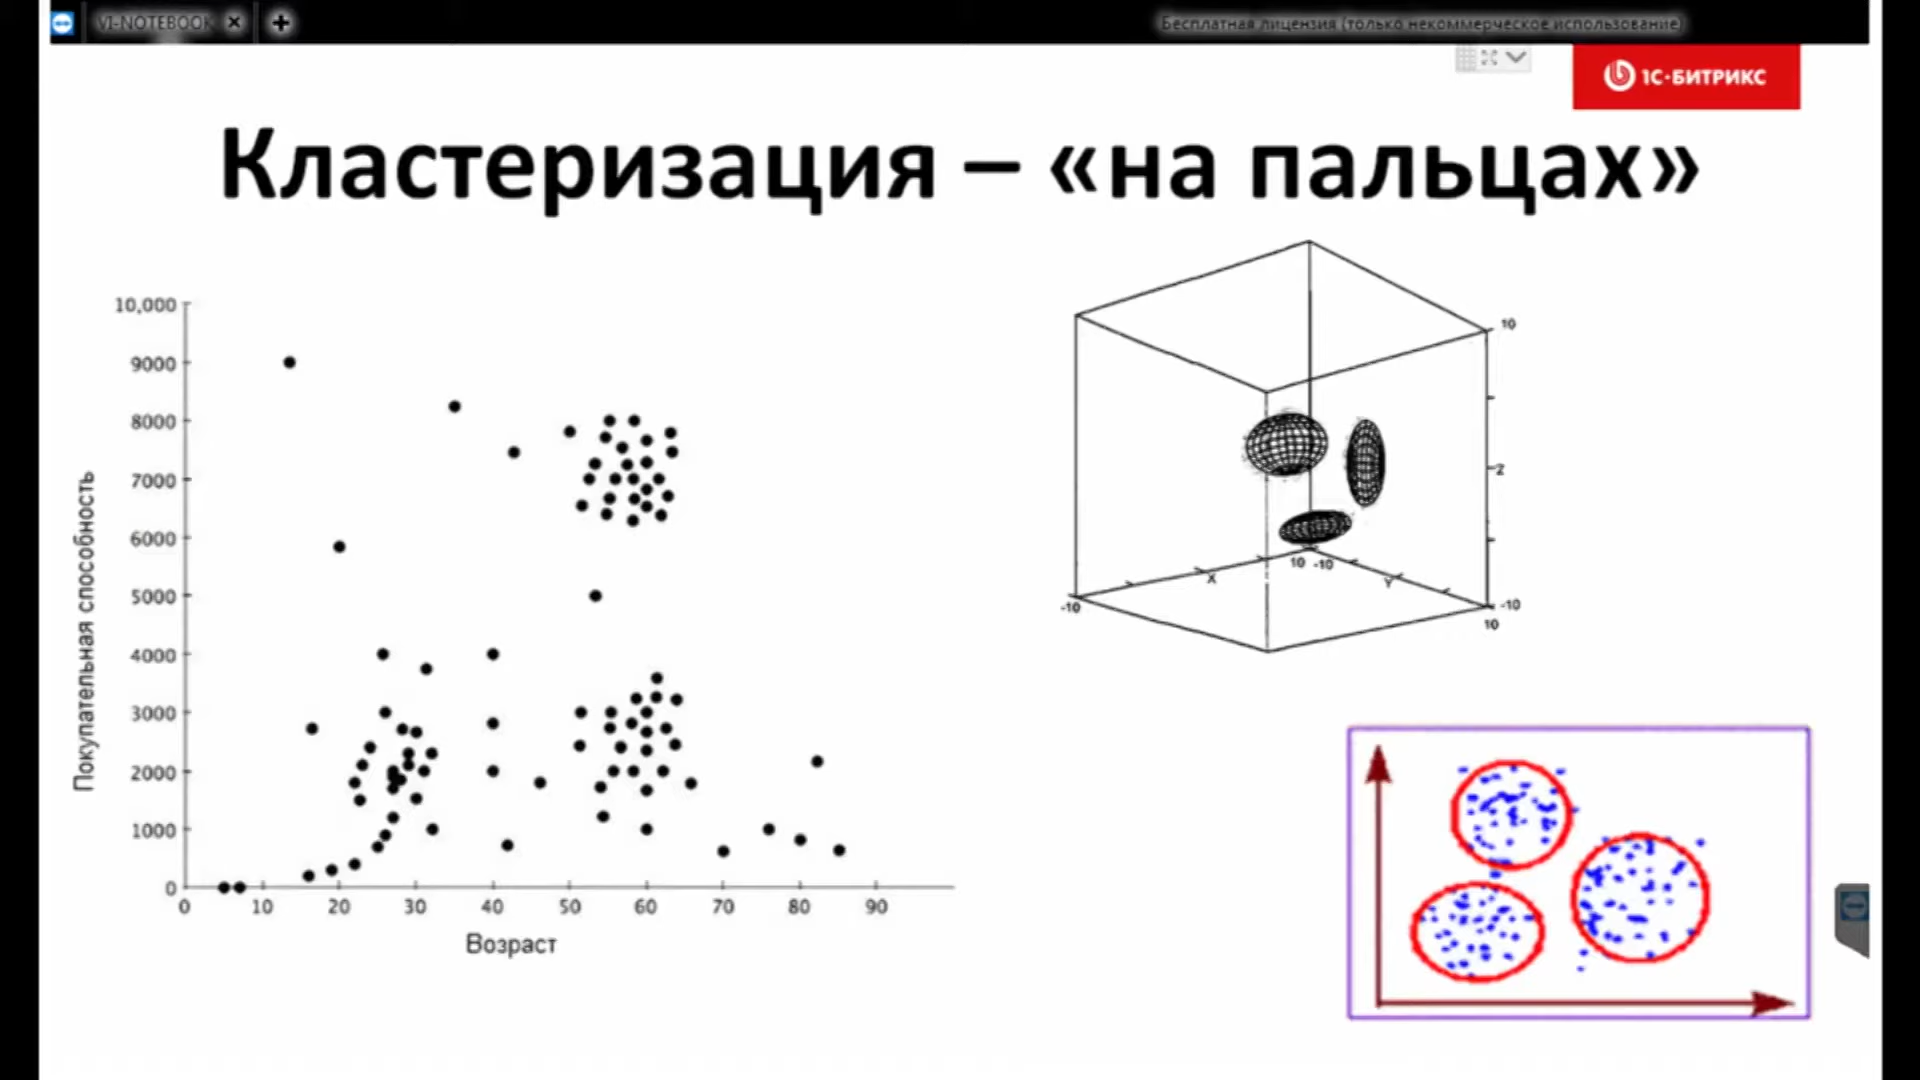 VI-NOTEBOOK
Бесплатная лицензия (только некоммерческое использование)
1С-БИТРИКС
Кластеризация – «на пальцах»
10,000
9000
8000
7000
6000
5000
4000
3000
2000
1000
0
Покупательная способность
0 10 20 30 40 50 60 70 80 90
Возраст
10
Z
-10
10
X
10 -10
Y
-10